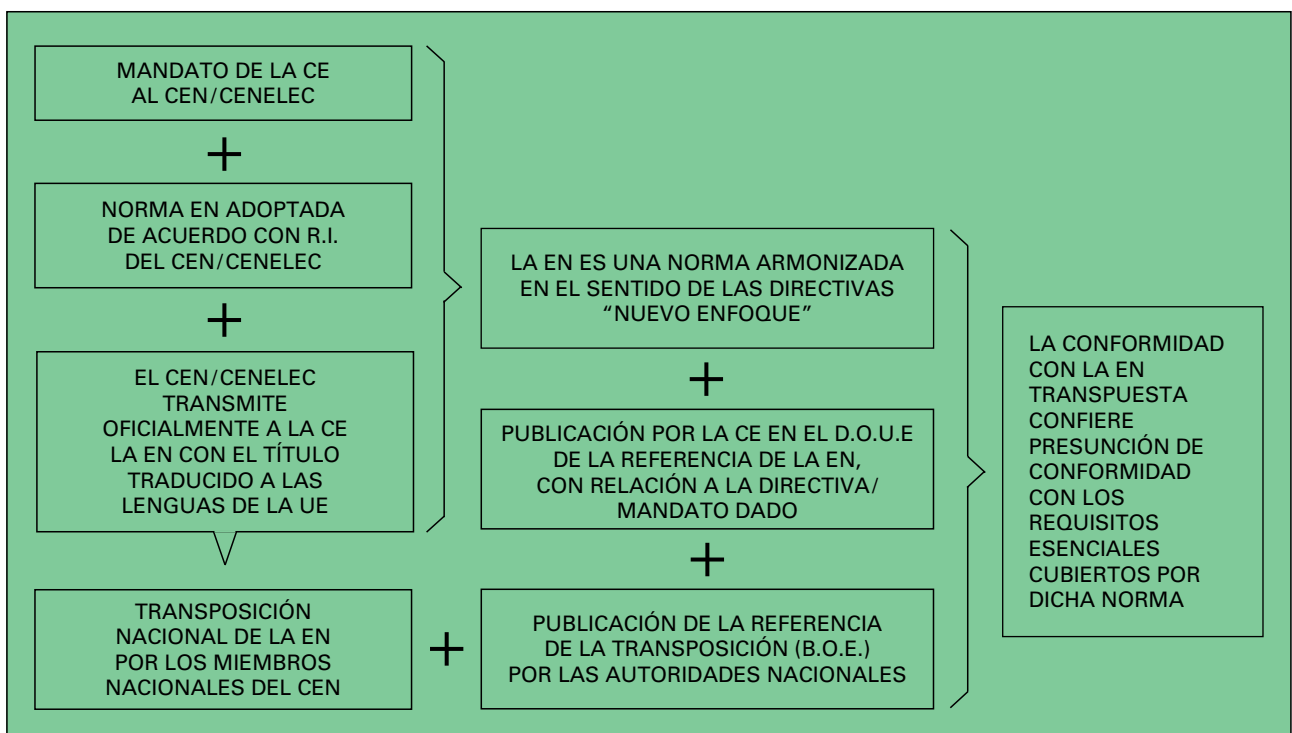 MANDATO DE LA CE
AL CEN/CENELEC
+
NORMA EN ADOPTADA
DE ACUERDO CON R.I.
DEL CEN/CENELEC
+
EL CEN/CENELEC
TRANSMITE
OFICIALMENTE A LA CE
LA EN CON EL TÍTULO
TRADUCIDO A LAS
LENGUAS DE LA UE
TRANSPOSICIÓN
NACIONAL DE LA EN
POR LOS MIEMBROS
NACIONALES DEL CEN
+
LA EN ES UNA NORMA ARMONIZADA
EN EL SENTIDO DE LAS DIRECTIVAS
“NUEVO ENFOQUE”
+
PUBLICACIÓN POR LA CE EN EL D.O.U.E
DE LA REFERENCIA DE LA EN,
CON RELACIÓN A LA DIRECTIVA/
MANDATO DADO
+
PUBLICACIÓN DE LA REFERENCIA
DE LA TRANSPOSICIÓN (B.O.E.)
POR LAS AUTORIDADES NACIONALES
LA CONFORMIDAD
CON LA EN
TRANSPUESTA
CONFIERE
PRESUNCIÓN DE
CONFORMIDAD
CON LOS
REQUISITOS
ESENCIALES
CUBIERTOS POR
DICHA NORMA